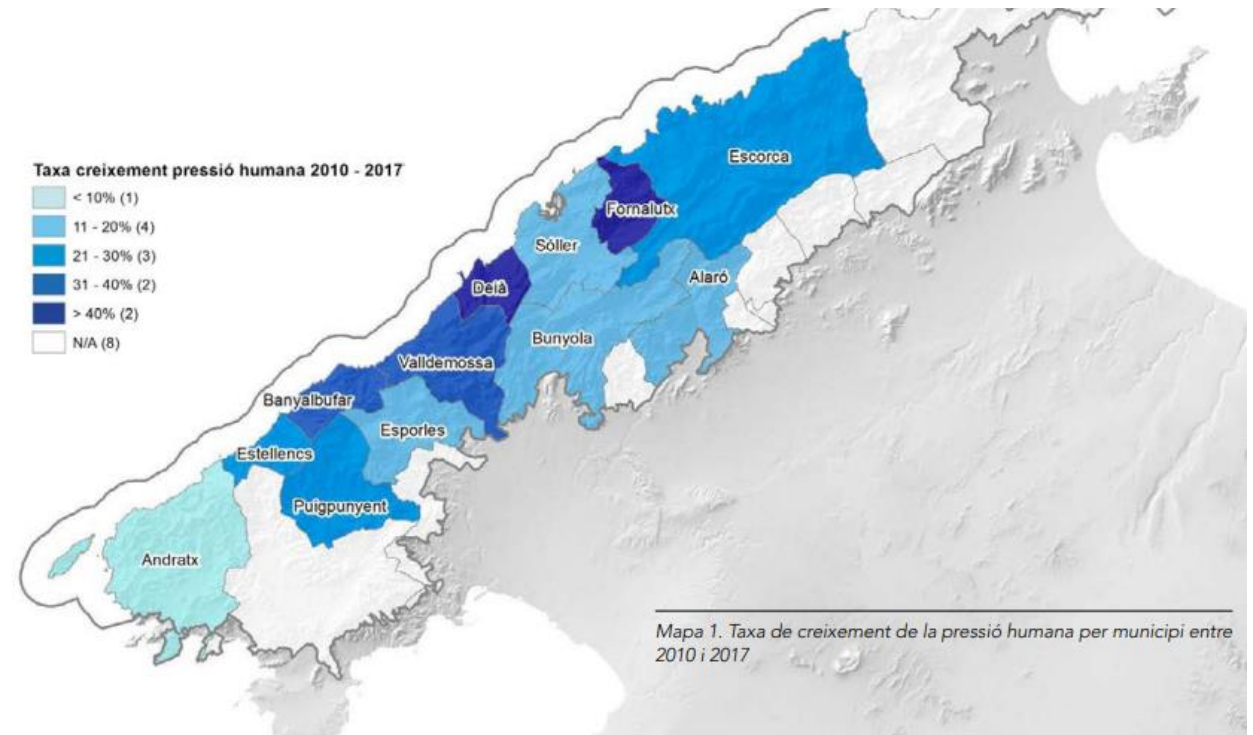 Taxa creixement pressió humana 2010 - 2017
< 10% (1)
11 - 20% (4)
21 - 30% (3)
31 - 40% (2)
> 40% (2)
N/A (8)
Escorca
Fornalutx
Sóller
Alaró
Deià
Bunyola
Valldemossa
Banyalbufar
Esporles
Estellencs
Puigpunyent
Andratx
Mapa 1. Taxa de creixement de la pressió humana per municipi entre
2010 i 2017